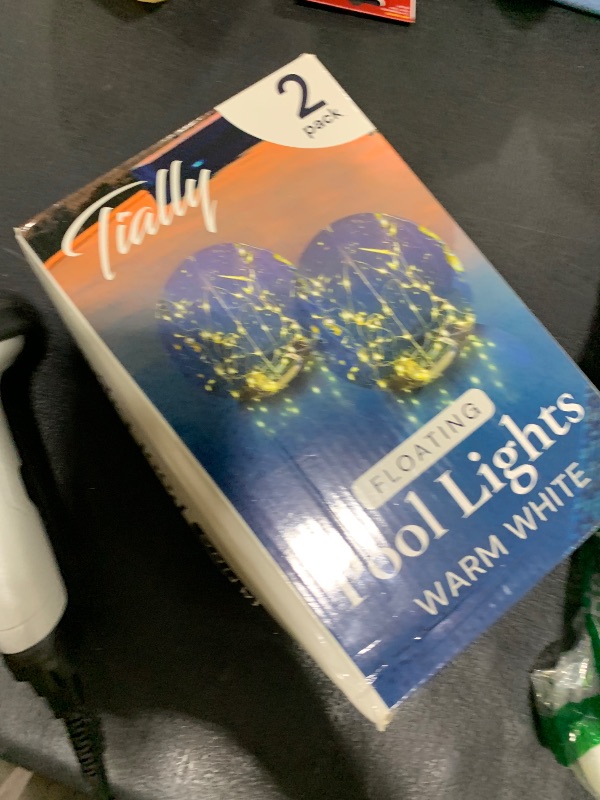 2
pack
Tially
FLOATING
Pool Lights
WARM WHITE